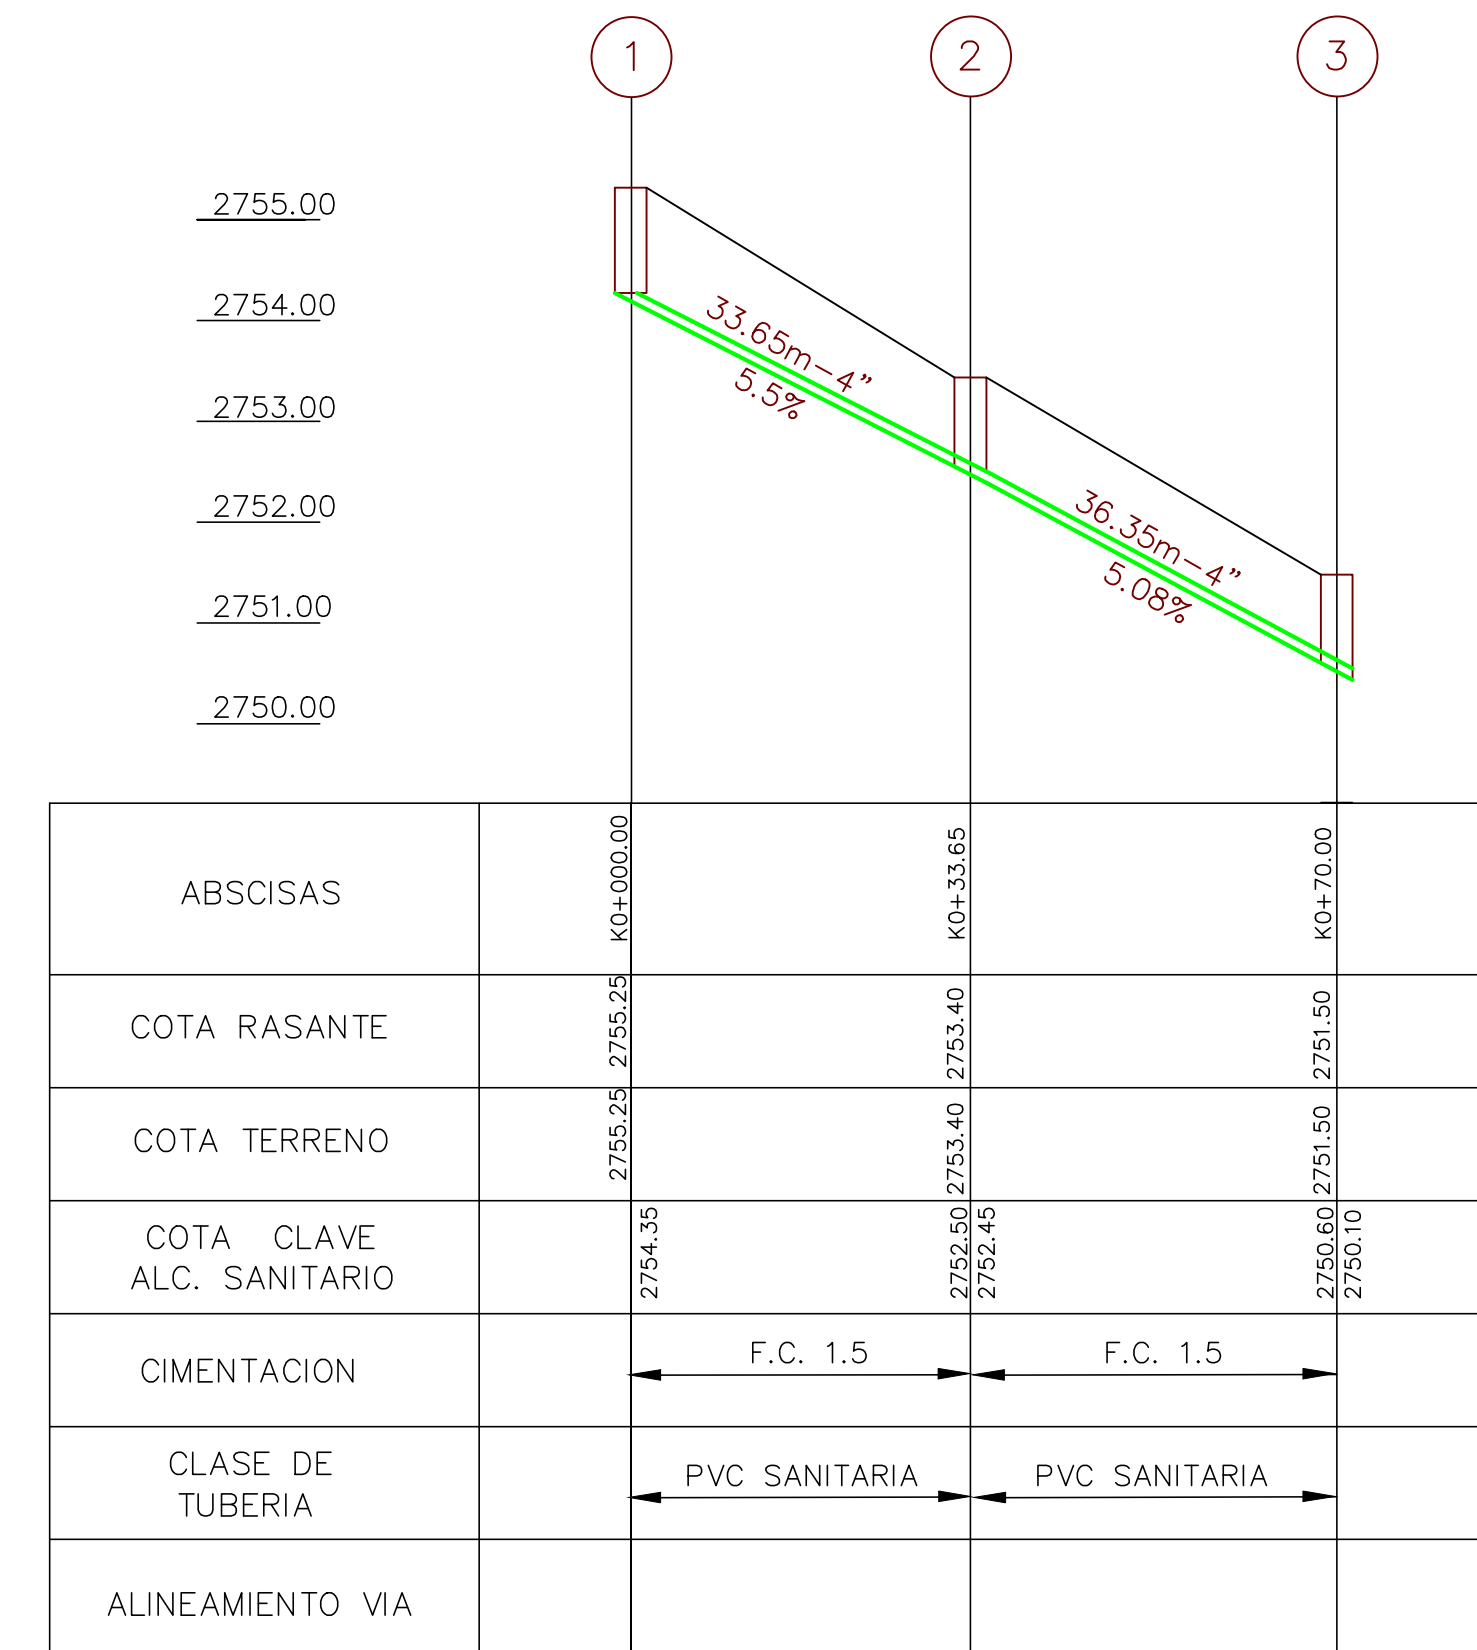 1
2
3
2755.00
2754.00
2753.00
2752.00
2751.00
2750.00
33.65m-4"
5.5%
36.35m-4"
5.08%
ABSCISAS
K0+000.00
K0+33.65
K0+70.00
COTA RASANTE
2755.25
2753.40
2751.50
COTA TERRENO
2755.25
2753.40
2751.50
COTA CLAVE
ALC. SANITARIO
2754.35
2752.50
2752.45
2750.60
2750.10
CIMENTACION
F.C. 1.5
F.C. 1.5
CLASE DE
TUBERIA
PVC SANITARIA
PVC SANITARIA
ALINEAMIENTO VIA